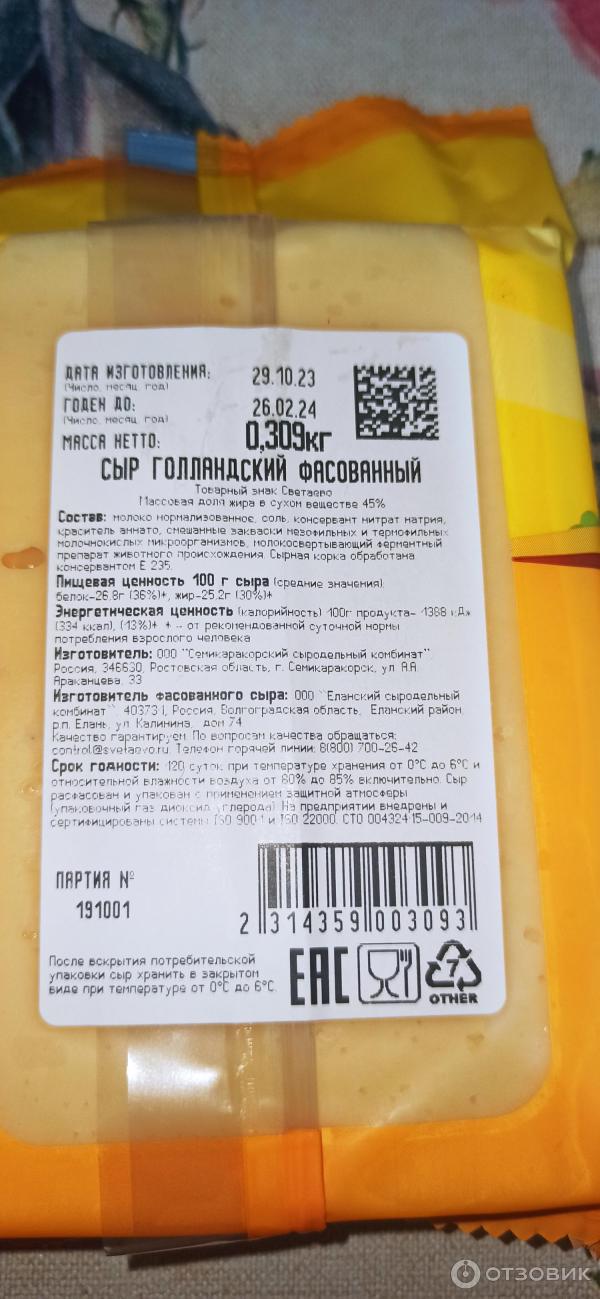 ДАТА ИЗГОТОВЛЕНИЯ: 29.10.23
(Число, месяц, год)
ГОДЕН ДО: 26.02.24
(Число, месяц, год)
МАССА НЕТТО: 0,309кг
СЫР ГОЛЛАНДСКИЙ ФАСОВАННЫЙ
Товарный знак Светаево
Массовая доля жира в сухом веществе 45%
Состав: молоко нормализованное, соль, консервант нитрат натрия,
краситель аннато, смешанные закваски мезофильных и термофильных
молочнокислых микроорганизмов, молокосвертывающий ферментный
препарат животного происхождения. Сырная корка обработана
консервантом Е 235.
Пищевая ценность 100 г сыра (средние значения):
белок-26.8г (36%)*, жир-25.2г (30%)*
Энергетическая ценность (калорийность) 100г продукта- 1388 кДж
(334 ккал), (13%)* * - от рекомендованной суточной нормы
потребления взрослого человека
Изготовитель: ООО "Семикаракорский сыродельный комбинат",
Россия, 346630, Ростовская область, г. Семикаракорск, ул. А.А.
Араканцева, 33
Изготовитель фасованного сыра: ООО "Еланский сыродельный
комбинат", 403731, Россия, Волгоградская область, Еланский район,
р.п. Елань, ул. Калинина, дом 74
Качество гарантируем. По вопросам качества обращаться:
control@svetaevo.ru. Телефон горячей линии: 8(800) 700-26-42
Срок годности: 120 суток при температуре хранения от 0°С до 6°С и
относительной влажности воздуха от 80% до 85% включительно. Сыр
расфасован и упакован с применением защитной атмосферы
(упаковочный газ диоксид углерода). На предприятии внедрены и
сертифицированы системы ISO 9001 и ISO 22000. СТО 00432415-009-2014
ПАРТИЯ №
191001
2 314359 003093
После вскрытия потребительской
упаковки сыр хранить в закрытом
виде при температуре от 0°С до 6°С.
EAC
7
OTHER
ОТЗОВИК